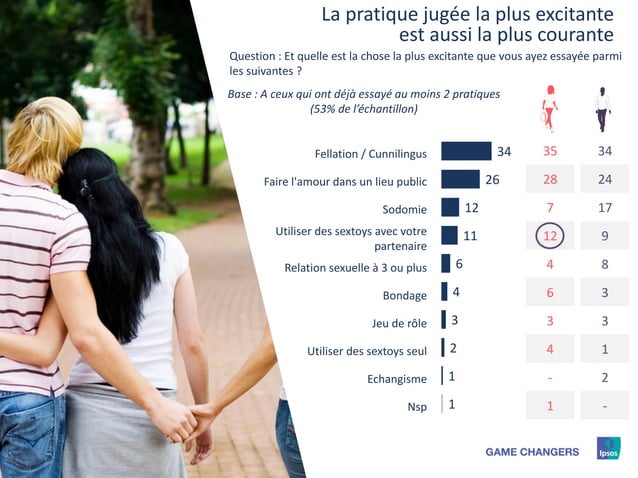 La pratique jugée la plus excitante
est aussi la plus courante
Question : Et quelle est la chose la plus excitante que vous ayez essayée parmi
les suivantes ?
Base : A ceux qui ont déjà essayé au moins 2 pratiques
(53% de l’échantillon)
Fellation / Cunnilingus 34 35 34
Faire l'amour dans un lieu public 26 28 24
Sodomie 12 7 17
Utiliser des sextoys avec votre
partenaire 11 12 9
Relation sexuelle à 3 ou plus 6 4 8
Bondage 4 6 3
Jeu de rôle 3 3 3
Utiliser des sextoys seul 2 4 1
Echangisme 1 - 2
Nsp 1 1 -
GAME CHANGERS Ipsos